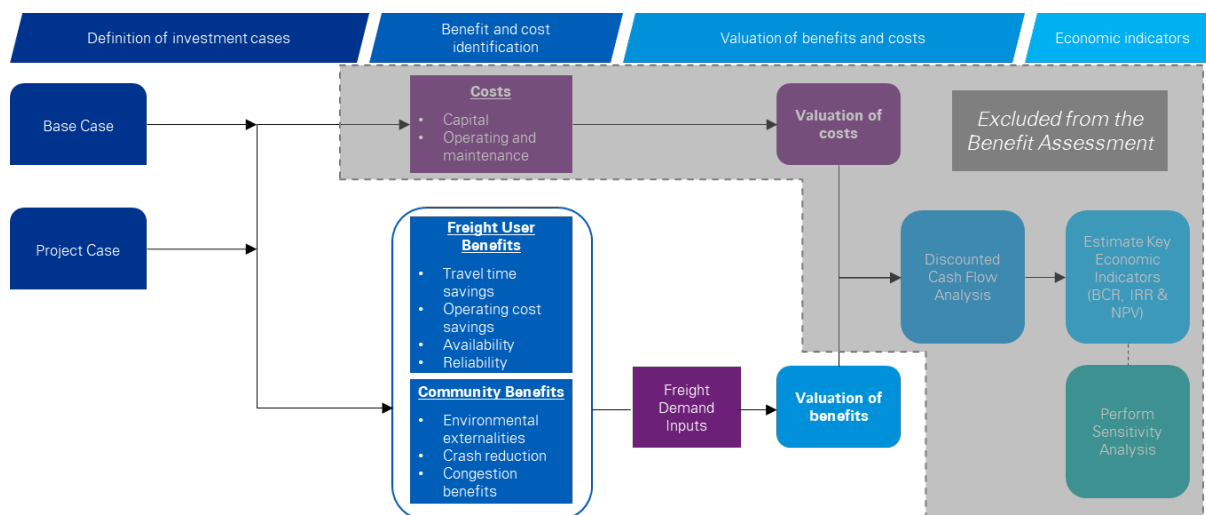 Definition of investment cases
Benefit and cost
identification
Valuation of benefits and costs
Economic indicators
Base Case
Costs
• Capital
• Operating and
maintenance
Valuation of
costs
Excluded from the
Benefit Assessment
Project Case
Freight User
Benefits
• Travel time
savings
• Operating cost
savings
• Availability
• Reliability
Discounted
Cash Flow
Analysis
Estimate Key
Economic
Indicators
(BCR, IRR &
NPV)
Community Benefits
• Environmental
externalities
• Crash reduction
• Congestion
benefits
Freight
Demand
Inputs
Valuation of
benefits
Perform
Sensitivity
Analysis